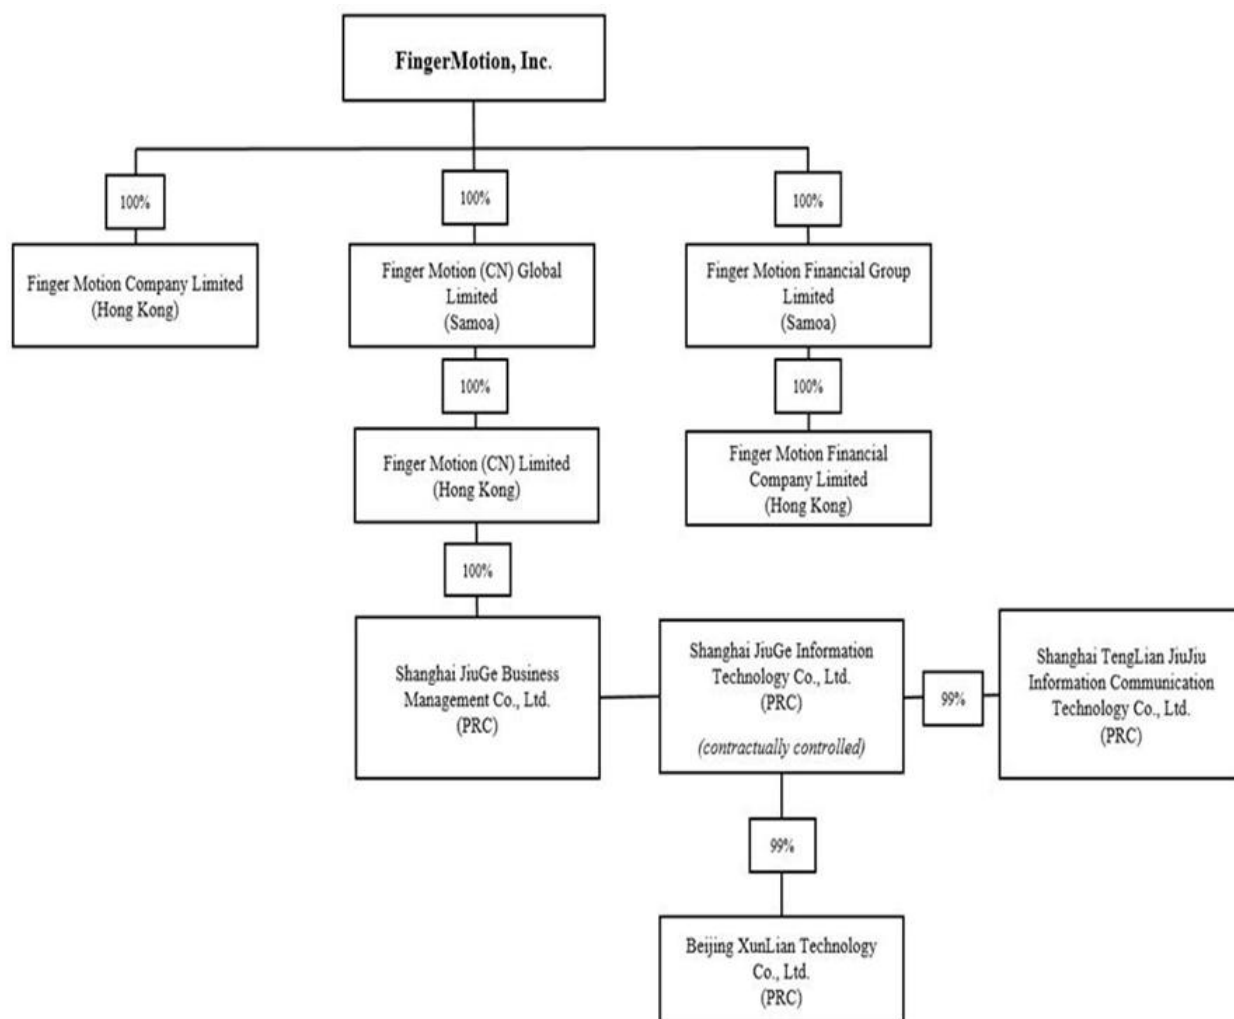 FingerMotion, Inc.
100%
100%
100%
Finger Motion Company Limited
(Hong Kong)
Finger Motion (CN) Global
Limited
(Samoa)
Finger Motion Financial Group
Limited
(Samoa)
100%
100%
Finger Motion (CN) Limited
(Hong Kong)
Finger Motion Financial
Company Limited
(Hong Kong)
100%
Shanghai JiuGe Business
Management Co., Ltd.
(PRC)
Shanghai JiuGe Information
Technology Co., Ltd.
(PRC)
(contractually controlled)
99%
Shanghai TengLian JiuJiu
Information Communication
Technology Co., Ltd.
(PRC)
99%
Beijing XunLian Technology
Co., Ltd.
(PRC)